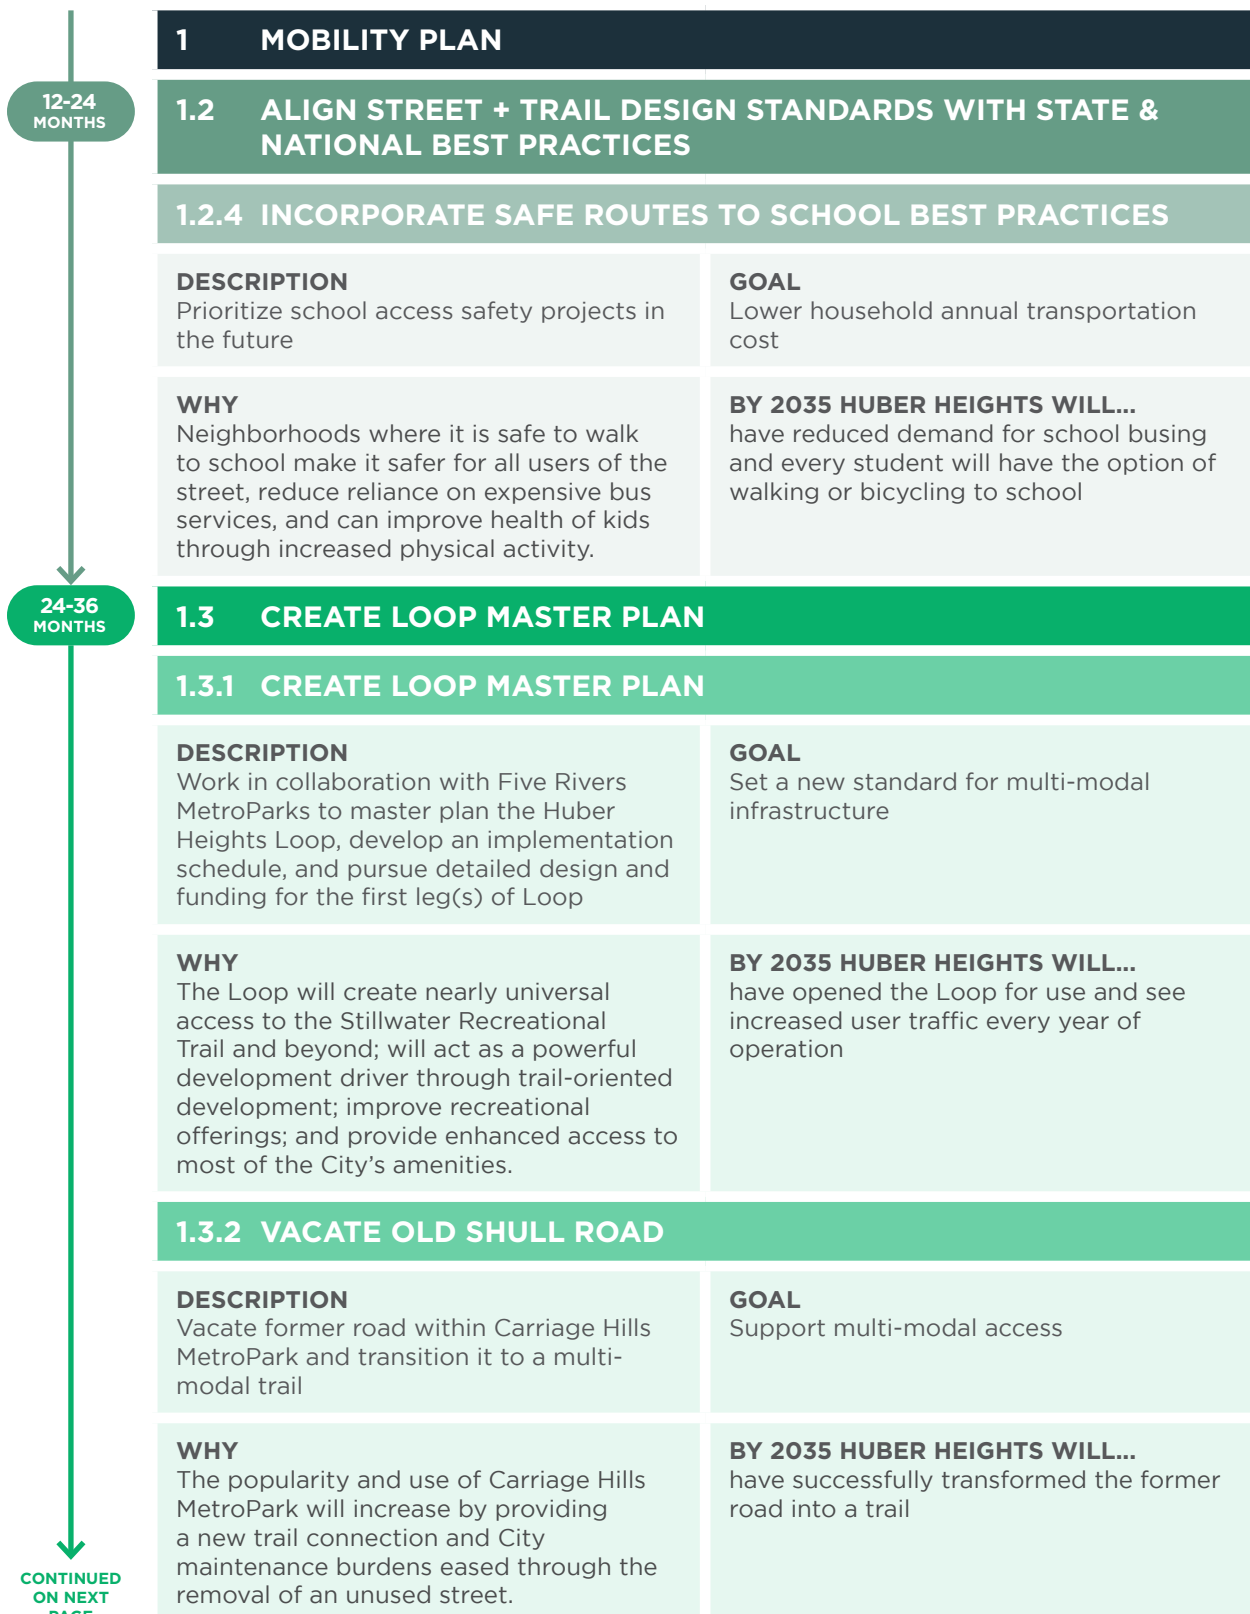 1 MOBILITY PLAN
12-24
MONTHS
1.2 ALIGN STREET + TRAIL DESIGN STANDARDS WITH STATE &
NATIONAL BEST PRACTICES
1.2.4 INCORPORATE SAFE ROUTES TO SCHOOL BEST PRACTICES
DESCRIPTION
Prioritize school access safety projects in
the future
GOAL
Lower household annual transportation
cost
WHY
Neighborhoods where it is safe to walk
to school make it safer for all users of the
street, reduce reliance on expensive bus
services, and can improve health of kids
through increased physical activity.
BY 2035 HUBER HEIGHTS WILL...
have reduced demand for school busing
and every student will have the option of
walking or bicycling to school
24-36
MONTHS
1.3 CREATE LOOP MASTER PLAN
1.3.1 CREATE LOOP MASTER PLAN
DESCRIPTION
Work in collaboration with Five Rivers
MetroParks to master plan the Huber
Heights Loop, develop an implementation
schedule, and pursue detailed design and
funding for the first leg(s) of Loop
GOAL
Set a new standard for multi-modal
infrastructure
WHY
The Loop will create nearly universal
access to the Stillwater Recreational
Trail and beyond; will act as a powerful
development driver through trail-oriented
development; improve recreational
offerings; and provide enhanced access to
most of the City's amenities.
BY 2035 HUBER HEIGHTS WILL...
have opened the Loop for use and see
increased user traffic every year of
operation
1.3.2 VACATE OLD SHULL ROAD
DESCRIPTION
Vacate former road within Carriage Hills
MetroPark and transition it to a multi-
modal trail
GOAL
Support multi-modal access
WHY
The popularity and use of Carriage Hills
MetroPark will increase by providing
a new trail connection and City
maintenance burdens eased through the
removal of an unused street.
BY 2035 HUBER HEIGHTS WILL...
have successfully transformed the former
road into a trail
CONTINUED
ON NEXT
PAGE